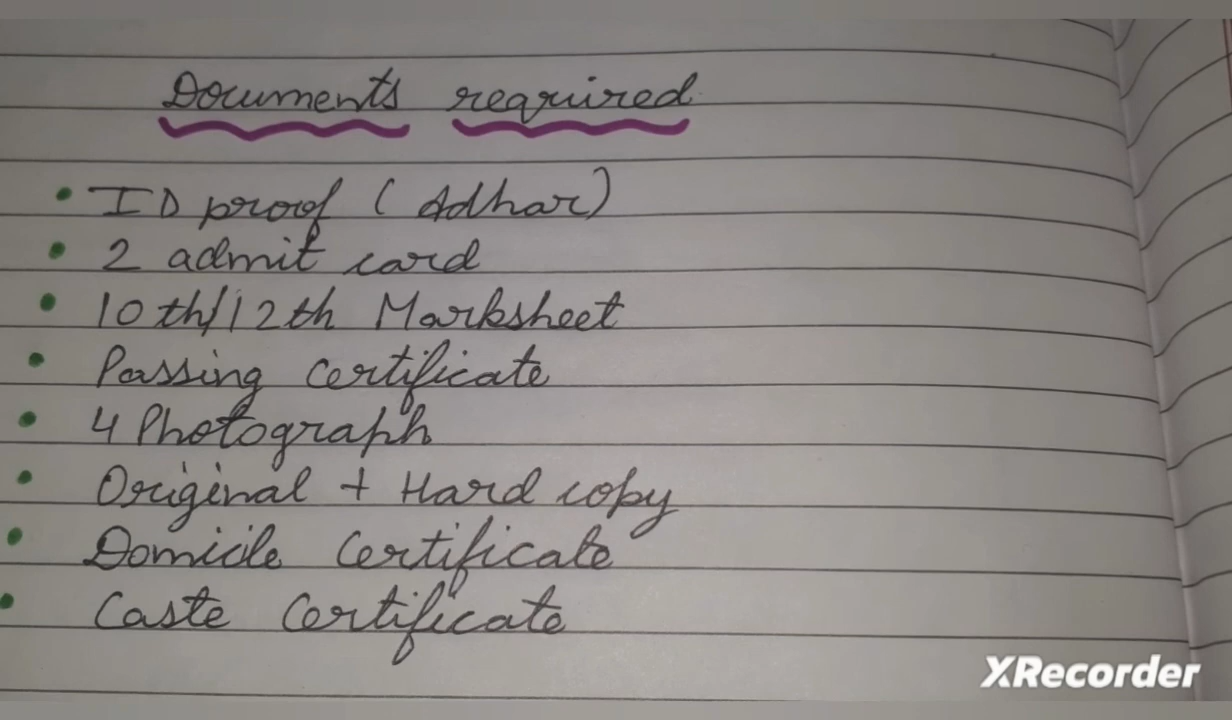 Documents required
• ID proof ( Adhar)
• 2 admit card
• 10th/12th Marksheet
• Passing Certificate
• 4 Photograph
• Original + Hard copy
• Domicile Certificate
• Caste Certificate
XRecorder